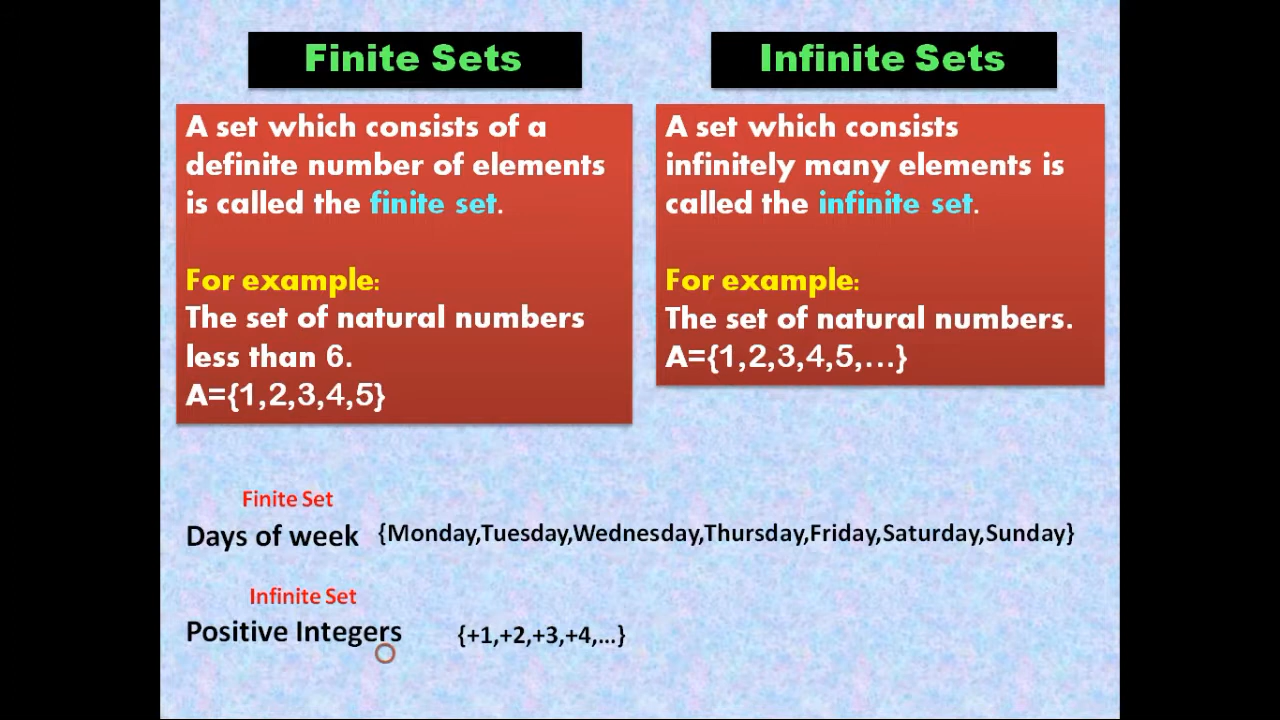 Finite Sets
A set which consists of a
definite number of elements
is called the finite set.
For example:
The set of natural numbers
less than 6.
A={1,2,3,4,5}
Infinite Sets
A set which consists
infinitely many elements is
called the infinite set.
For example:
The set of natural numbers.
A={1,2,3,4,5,...}
Finite Set
Days of week {Monday,Tuesday,Wednesday,Thursday,Friday,Saturday,Sunday}
Infinite Set
Positive Integers {+1,+2,+3,+4,...}